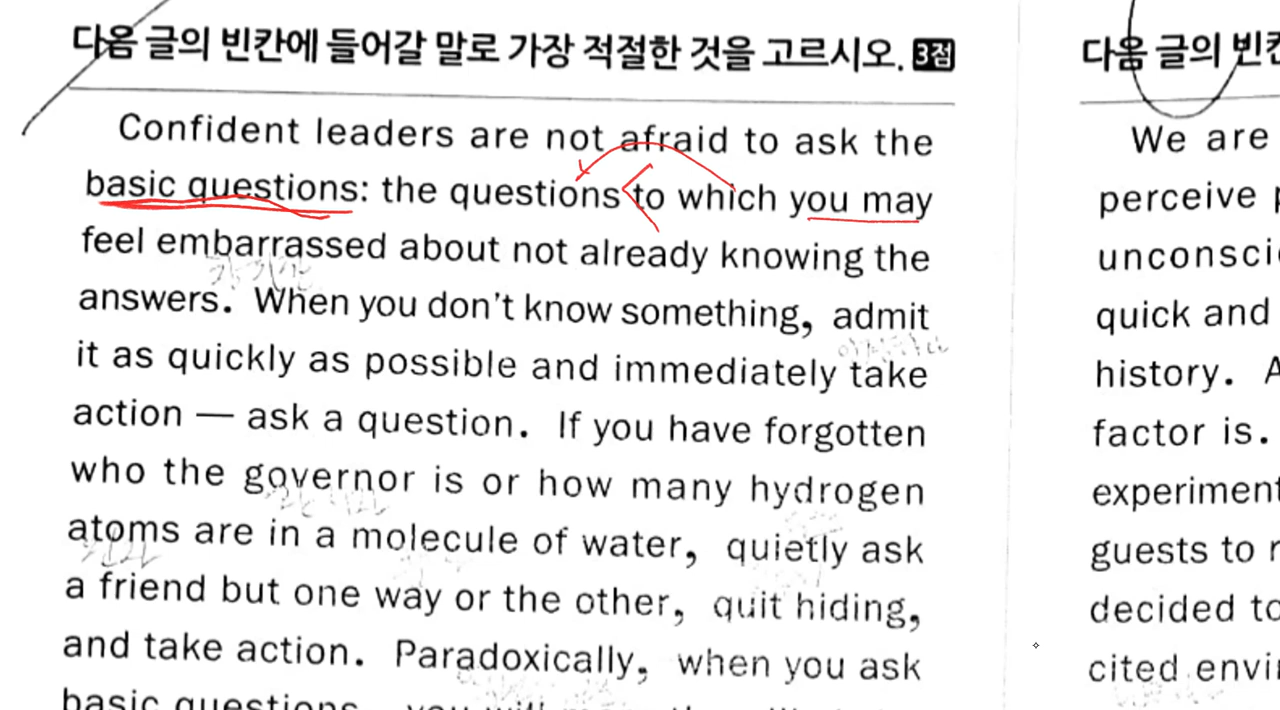 다음 글의 빈칸에 들어갈 말로 가장 적절한 것을 고르시오. 3점
Confident leaders are not afraid to ask the
basic questions: the questions to which you may
feel embarrassed about not already knowing the
answers. When you don't know something, admit
it as quickly as possible and immediately take
action — ask a question. If you have forgotten
who the governor is or how many hydrogen
atoms are in a molecule of water, quietly ask
a friend but one way or the other, quit hiding,
and take action. Paradoxically, when you ask
basic questions, you will
다음 글의 빈칸
We are
perceive
unconsci
quick and
history. A
factor is.
experiment
guests to
decided to
cited envi